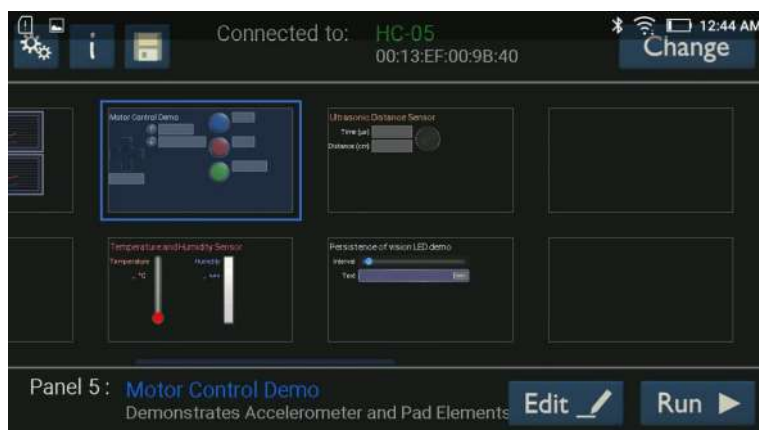 12:44 AM
i
Connected to: HC-05
00:13:EF:00:9B:40
Change
Motor Control Demo
Ultrasonic Distance Sensor
Time (µs)
Distance (cm)
Temperature and Humidity Sensor
Temperature
Humidity
Persistence of vision LED demo
Interval
Text
Panel 5: Motor Control Demo
Demonstrates Accelerometer and Pad Elements
Edit
Run